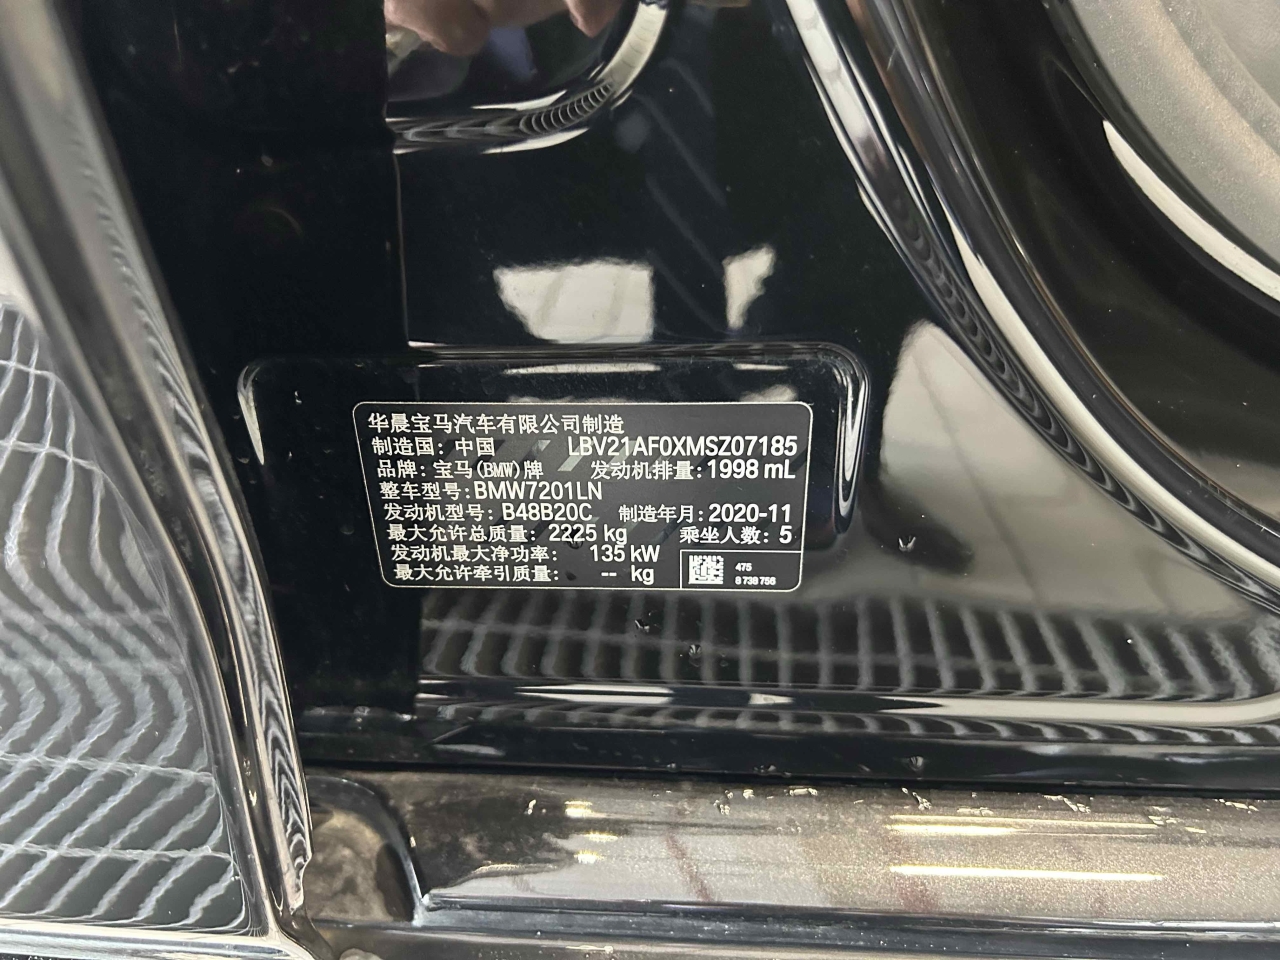 华晨宝马汽车有限公司制造
制造国：中国 LBV21AF0XMSZ07185
品牌：宝马(BMW)牌 发动机排量：1998 mL
整车型号：BMW7201LN
发动机型号：B48B20C 制造年月：2020-11
最大允许总质量：2225 kg 乘坐人数：5
发动机最大净功率：135 kW
最大允许牵引质量：-- kg
475
8 738 756